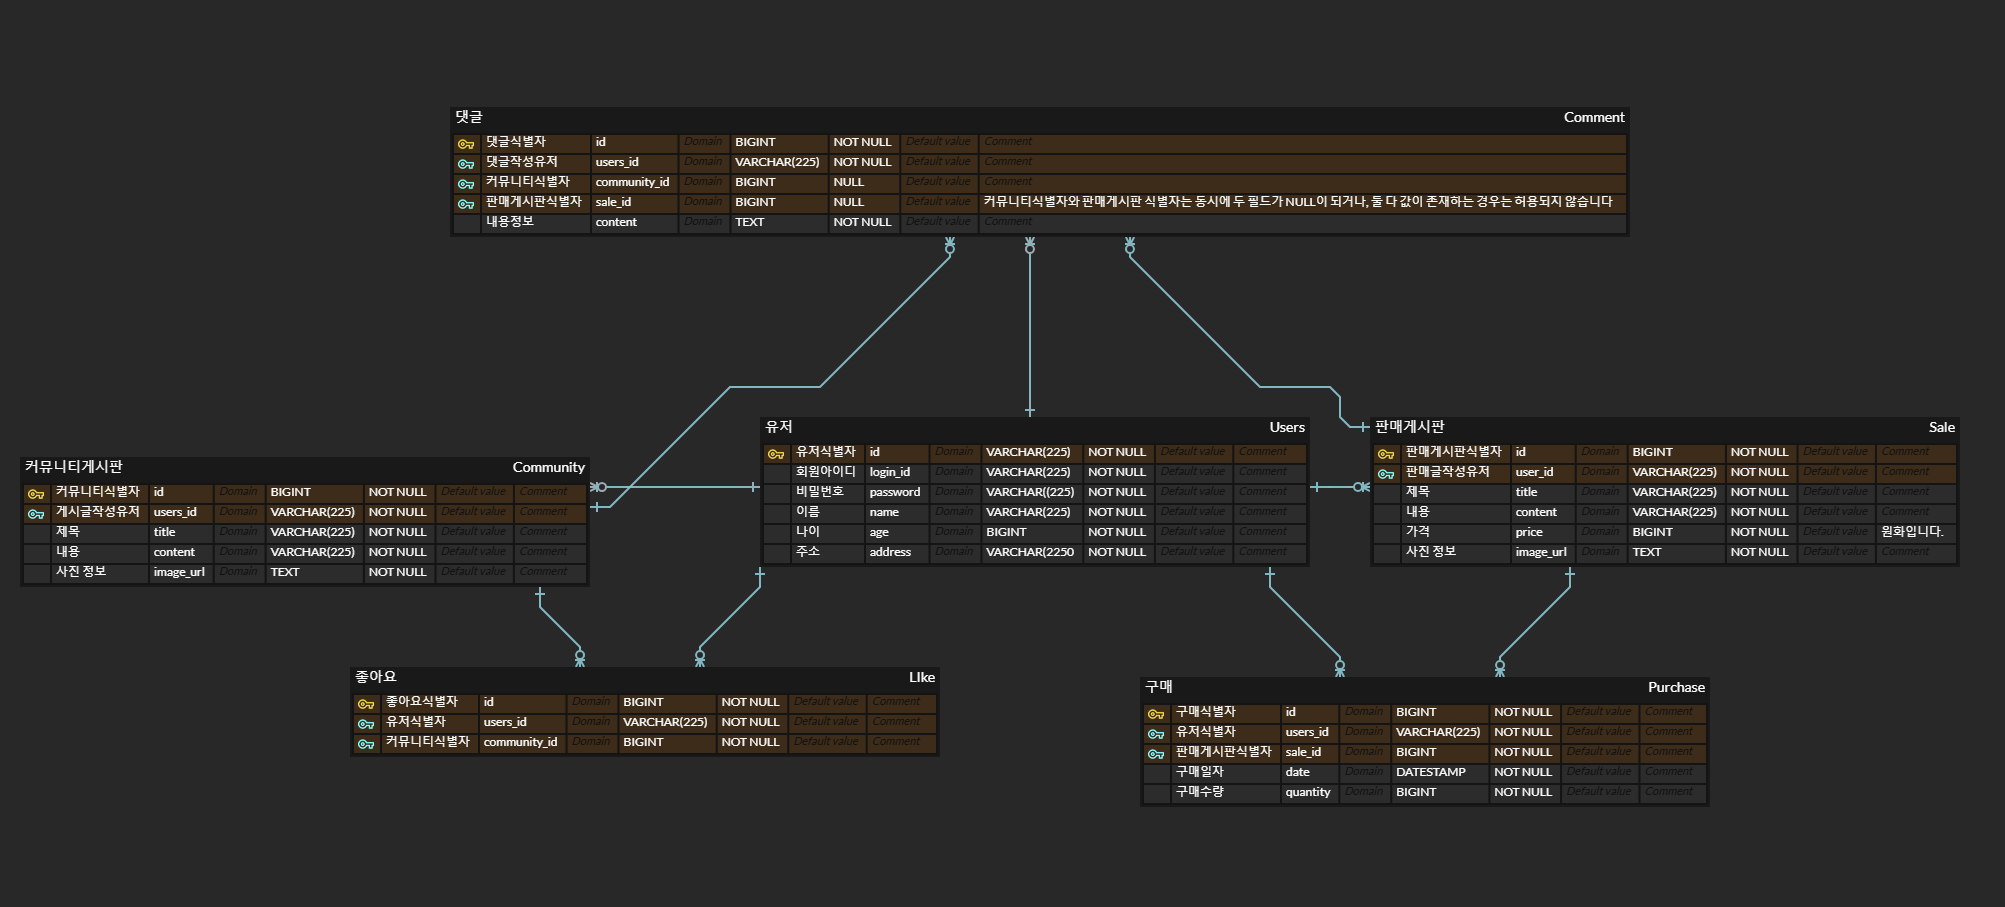 댓글 Comment
댓글식별자 id Domain BIGINT NOT NULL Default value Comment
댓글작성유저 users_id Domain VARCHAR(225) NOT NULL Default value Comment
커뮤니티식별자 community_id Domain BIGINT NULL Default value Comment
판매게시판식별자 sale_id Domain BIGINT NULL Default value 커뮤니티식별자와 판매게시판 식별자는 동시에 두 필드가 NULL이 되거나, 둘 다 값이 존재하는 경우는 허용되지 않습니다
내용정보 content Domain TEXT NOT NULL Default value Comment
커뮤니티게시판 Community
커뮤니티식별자 id Domain BIGINT NOT NULL Default value Comment
게시글작성유저 users_id Domain VARCHAR(225) NOT NULL Default value Comment
제목 title Domain VARCHAR(225) NOT NULL Default value Comment
내용 content Domain VARCHAR(225) NOT NULL Default value Comment
사진 정보 image_url Domain TEXT NOT NULL Default value Comment
유저 Users
유저식별자 id Domain VARCHAR(225) NOT NULL Default value Comment
회원아이디 login_id Domain VARCHAR(225) NOT NULL Default value Comment
비밀번호 password Domain VARCHAR((225) NOT NULL Default value Comment
이름 name Domain VARCHAR(225) NOT NULL Default value Comment
나이 age Domain BIGINT NOT NULL Default value Comment
주소 address Domain VARCHAR(2250 NOT NULL Default value Comment
판매게시판 Sale
판매게시판식별자 id Domain BIGINT NOT NULL Default value Comment
판매글작성유저 user_id Domain VARCHAR(225) NOT NULL Default value Comment
제목 title Domain VARCHAR(225) NOT NULL Default value Comment
내용 content Domain VARCHAR(225) NOT NULL Default value Comment
가격 price Domain BIGINT NOT NULL Default value 원화입니다.
사진 정보 image_url Domain TEXT NOT NULL Default value Comment
좋아요 LIke
좋아요식별자 id Domain BIGINT NOT NULL Default value Comment
유저식별자 users_id Domain VARCHAR(225) NOT NULL Default value Comment
커뮤니티식별자 community_id Domain BIGINT NOT NULL Default value Comment
구매 Purchase
구매식별자 id Domain BIGINT NOT NULL Default value Comment
유저식별자 users_id Domain VARCHAR(225) NOT NULL Default value Comment
판매게시판식별자 sale_id Domain BIGINT NOT NULL Default value Comment
구매일자 date Domain DATESTAMP NOT NULL Default value Comment
구매수량 quantity Domain BIGINT NOT NULL Default value Comment